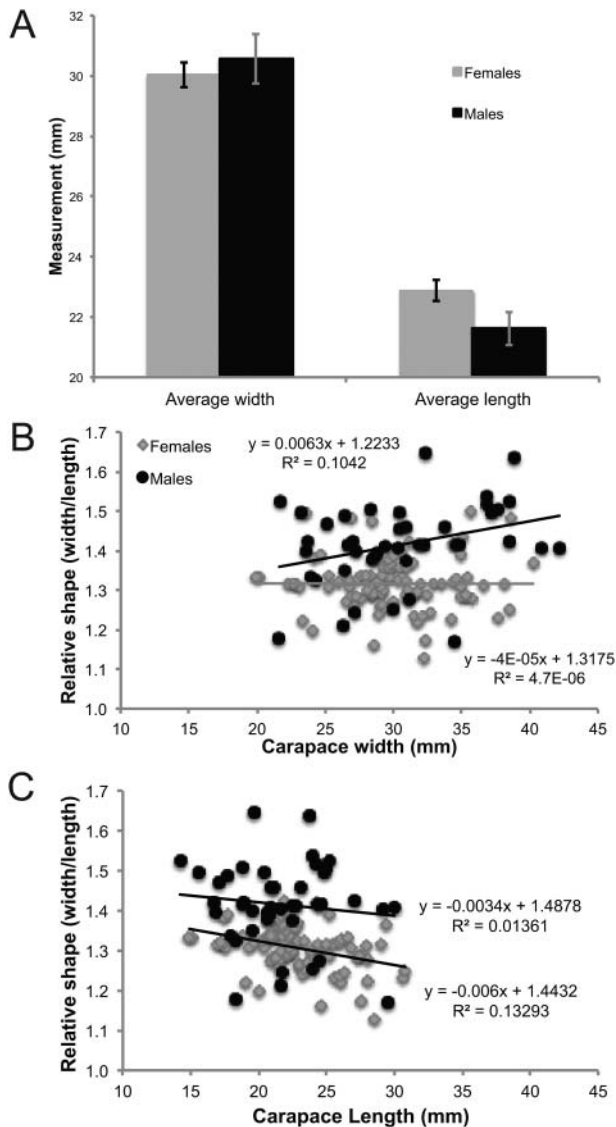 A
Measurement (mm)
34
32
30
28
26
24
22
20
Females
Males
Average width
Average length
B
Relative shape (width/length)
1.7
1.6
1.5
1.4
1.3
1.2
1.1
1.0
Females
Males
y = 0.0063x + 1.2233
R² = 0.1042
y = -4E-05x + 1.3175
R² = 4.7E-06
10 15 20 25 30 35 40 45
Carapace width (mm)
C
Relative shape (width/length)
1.7
1.6
1.5
1.4
1.3
1.2
1.1
1.0
y = -0.0034x + 1.4878
R² = 0.01361
y = -0.006x + 1.4432
R² = 0.13293
10 15 20 25 30 35 40 45
Carapace Length (mm)